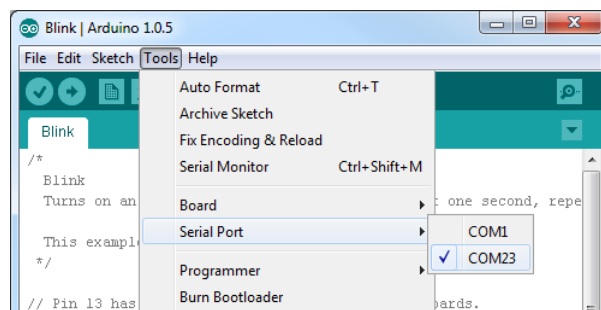 Blink | Arduino 1.0.5
File Edit Sketch Tools Help
Auto Format Ctrl+T
Archive Sketch
Fix Encoding & Reload
Serial Monitor Ctrl+Shift+M
Board
Serial Port
Programmer
Burn Bootloader
COM1
COM23
Blink
/*
Blink
Turns on an one second, repe
This
*/
// Pin 13 has